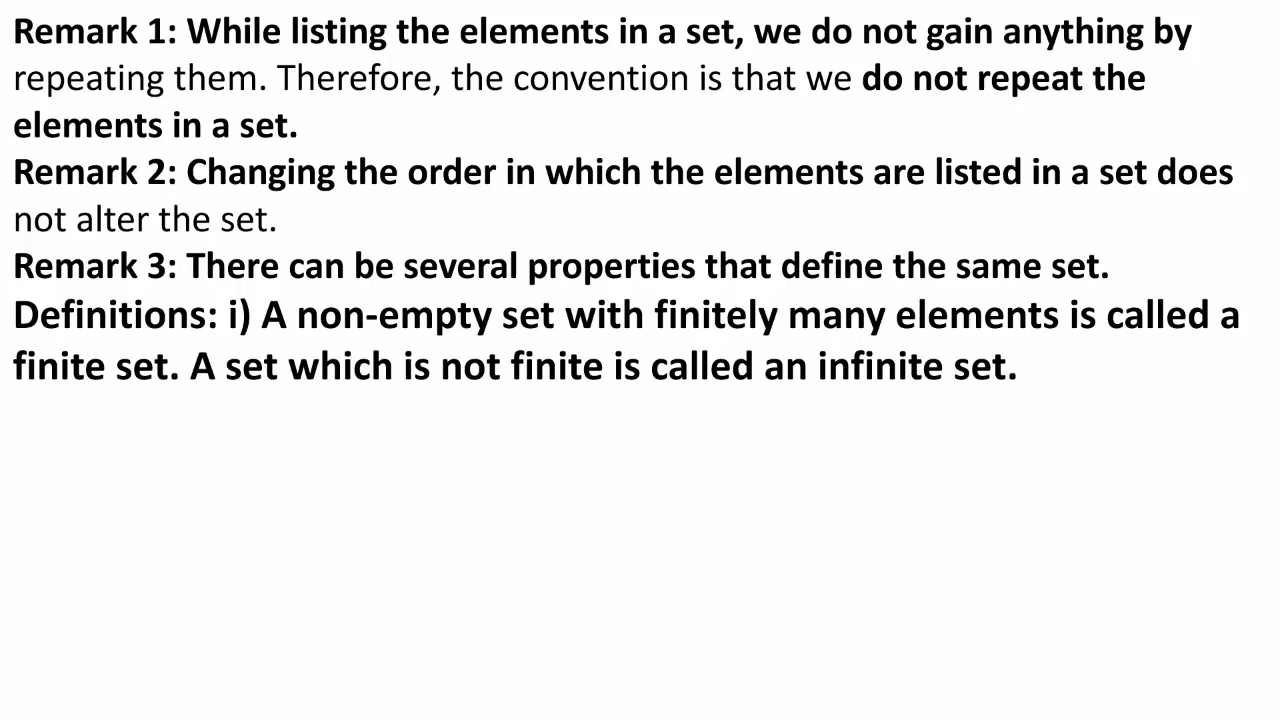 Remark 1: While listing the elements in a set, we do not gain anything by
repeating them. Therefore, the convention is that we do not repeat the
elements in a set.
Remark 2: Changing the order in which the elements are listed in a set does
not alter the set.
Remark 3: There can be several properties that define the same set.
Definitions: i) A non-empty set with finitely many elements is called a
finite set. A set which is not finite is called an infinite set.